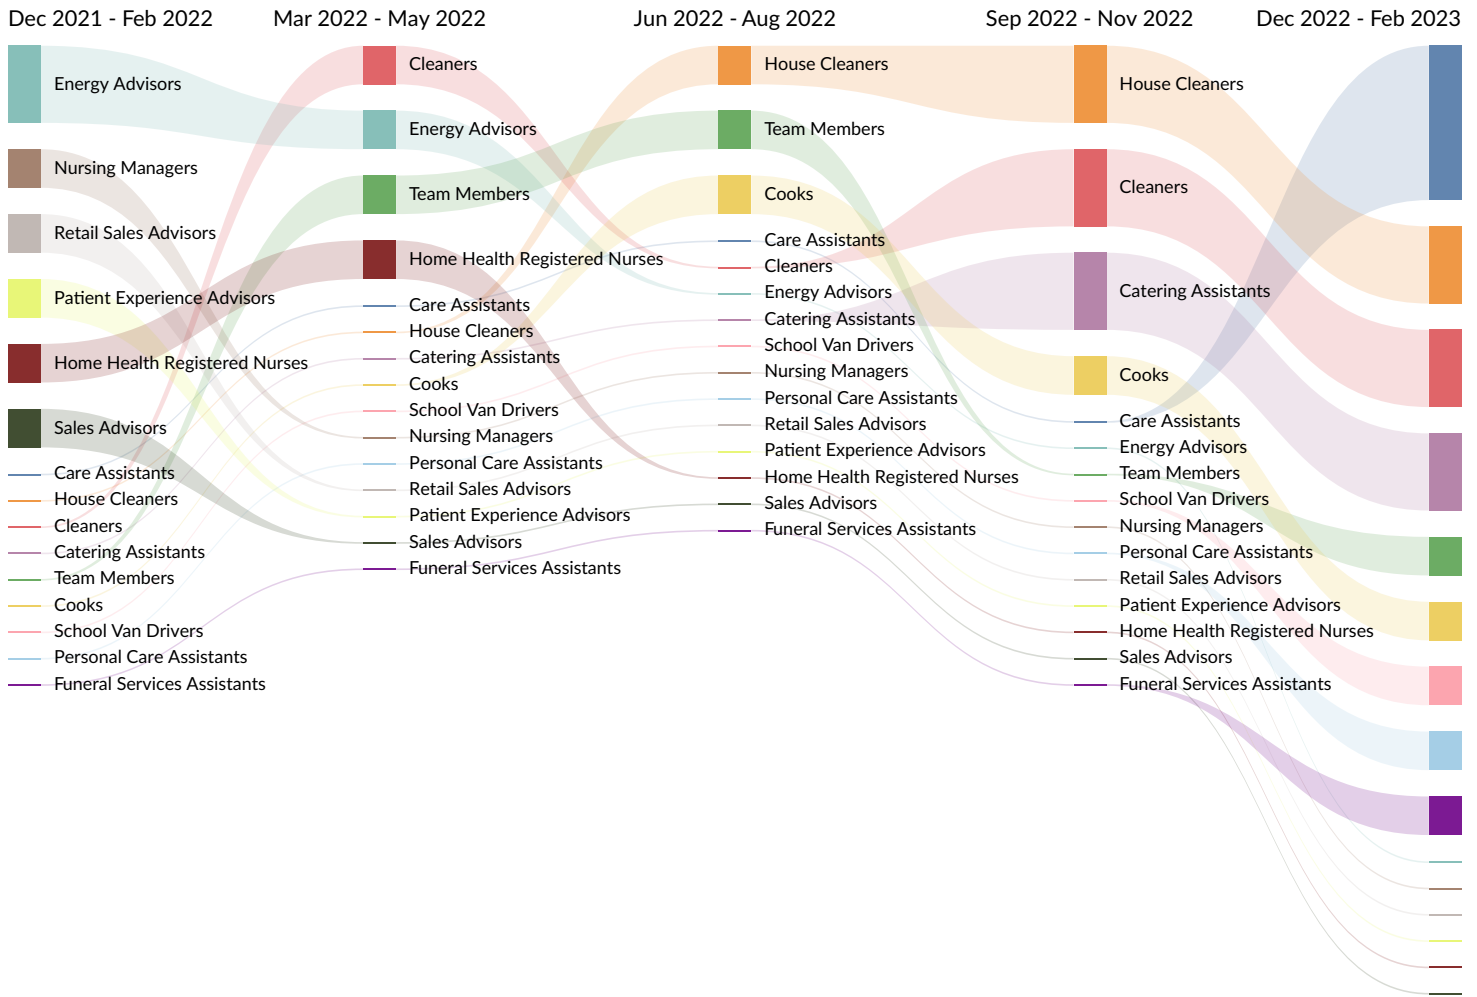 Dec 2021 - Feb 2022
Energy Advisors
Nursing Managers
Retail Sales Advisors
Patient Experience Advisors
Home Health Registered Nurses
Sales Advisors
Care Assistants
House Cleaners
Cleaners
Catering Assistants
Team Members
Cooks
School Van Drivers
Personal Care Assistants
Funeral Services Assistants
Mar 2022 - May 2022
Cleaners
Energy Advisors
Team Members
Home Health Registered Nurses
Care Assistants
House Cleaners
Catering Assistants
Cooks
School Van Drivers
Nursing Managers
Personal Care Assistants
Retail Sales Advisors
Patient Experience Advisors
Sales Advisors
Funeral Services Assistants
Jun 2022 - Aug 2022
House Cleaners
Team Members
Cooks
Care Assistants
Cleaners
Energy Advisors
Catering Assistants
School Van Drivers
Nursing Managers
Personal Care Assistants
Retail Sales Advisors
Patient Experience Advisors
Home Health Registered Nurses
Sales Advisors
Funeral Services Assistants
Sep 2022 - Nov 2022
House Cleaners
Cleaners
Catering Assistants
Cooks
Care Assistants
Energy Advisors
Team Members
School Van Drivers
Nursing Managers
Personal Care Assistants
Retail Sales Advisors
Patient Experience Advisors
Home Health Registered Nurses
Sales Advisors
Funeral Services Assistants
Dec 2022 - Feb 2023